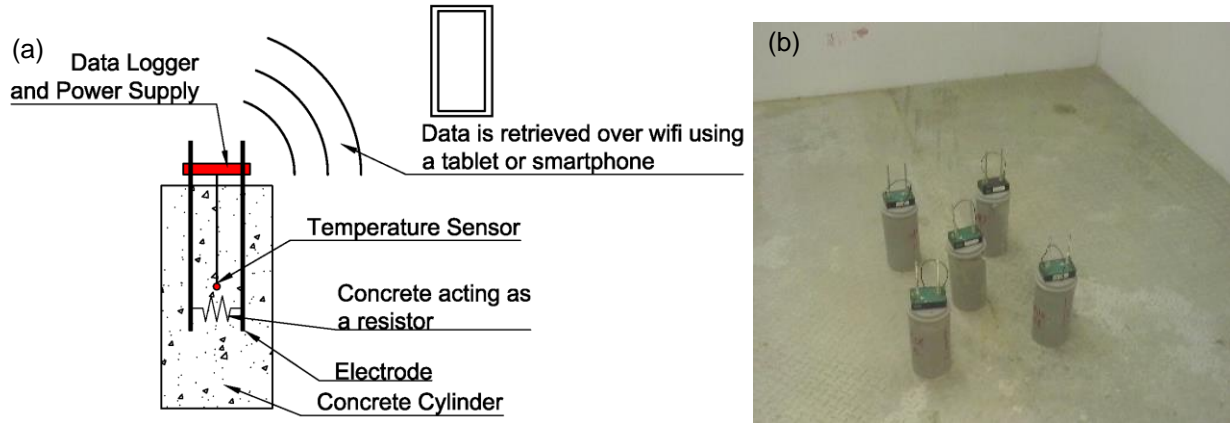 (a)
Data Logger
and Power Supply
Data is retrieved over wifi using
a tablet or smartphone
Temperature Sensor
Concrete acting as
a resistor
Electrode
Concrete Cylinder
(b)